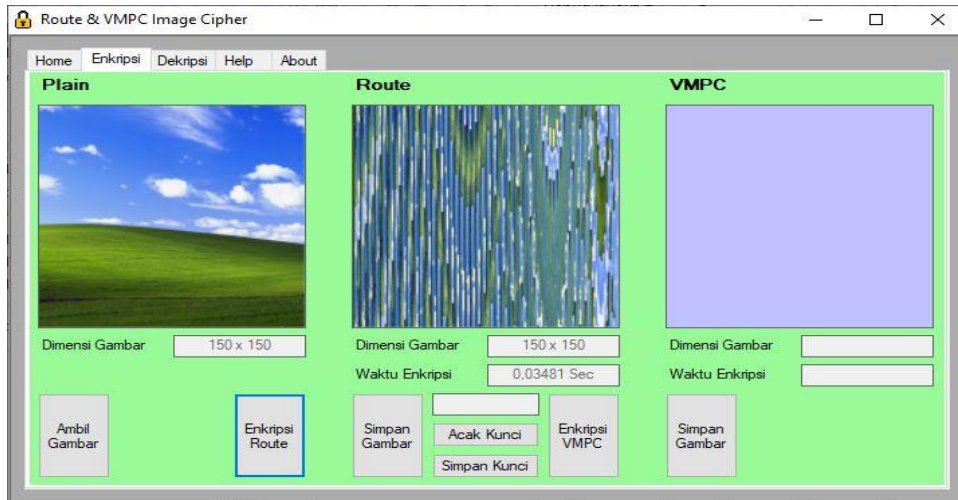 Route & VMPC Image Cipher
Home Enkripsi Dekripsi Help About
Plain
Route
VMPC
Dimensi Gambar 150 x 150
Dimensi Gambar 150 x 150
Dimensi Gambar
Waktu Enkripsi 0,03481 Sec
Waktu Enkripsi
Ambil
Gambar
Enkripsi
Route
Simpan
Gambar
Acak Kunci
Simpan Kunci
Enkripsi
VMPC
Simpan
Gambar